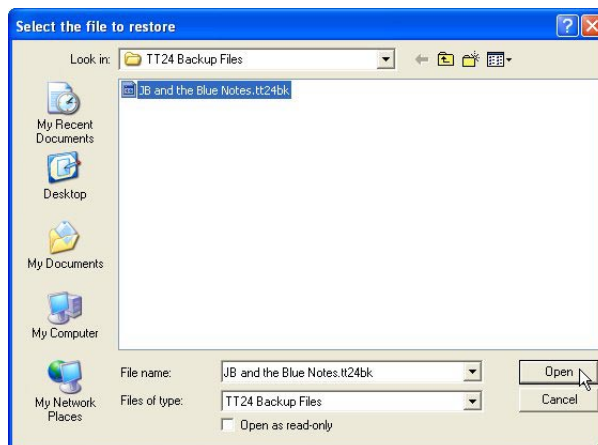 Select the file to restore
Look in: TT24 Backup Files
JB and the Blue Notes.tt24bk
My Recent
Documents
Desktop
My Documents
My Computer
My Network
Places
File name: JB and the Blue Notes.tt24bk Open
Files of type: TT24 Backup Files Cancel
Open as read-only